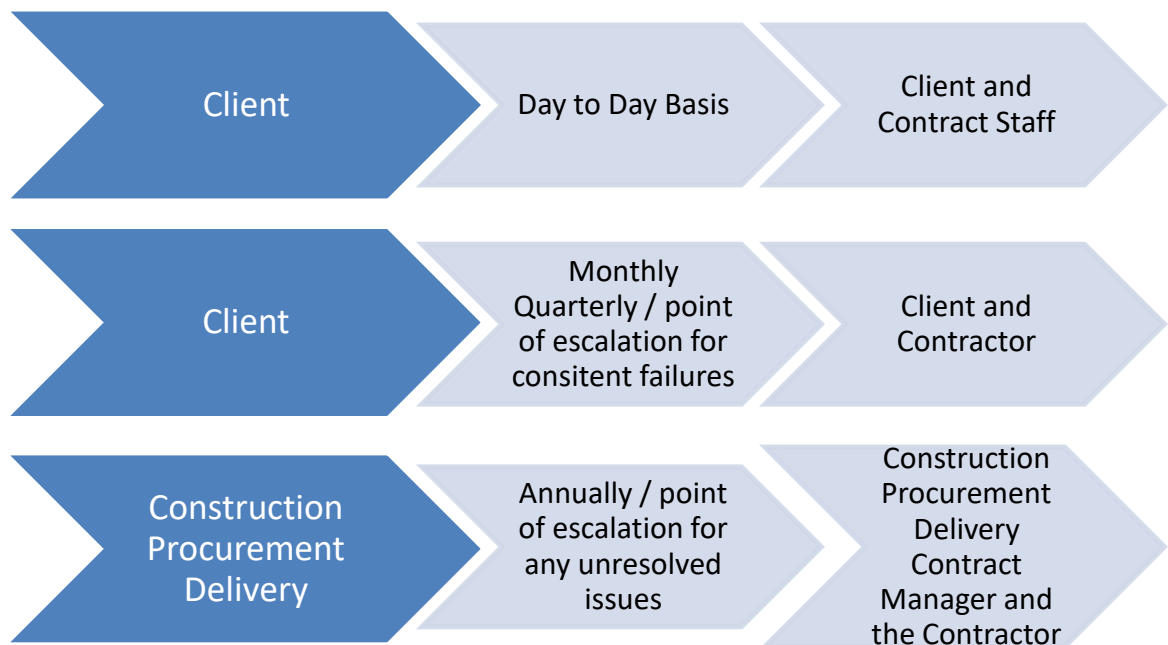 Client
Day to Day Basis
Client and
Contract Staff
Client
Monthly
Quarterly / point
of escalation for
consitent failures
Client and
Contractor
Construction
Procurement
Delivery
Annually / point
of escalation for
any unresolved
issues
Construction
Procurement
Delivery
Contract
Manager and
the Contractor